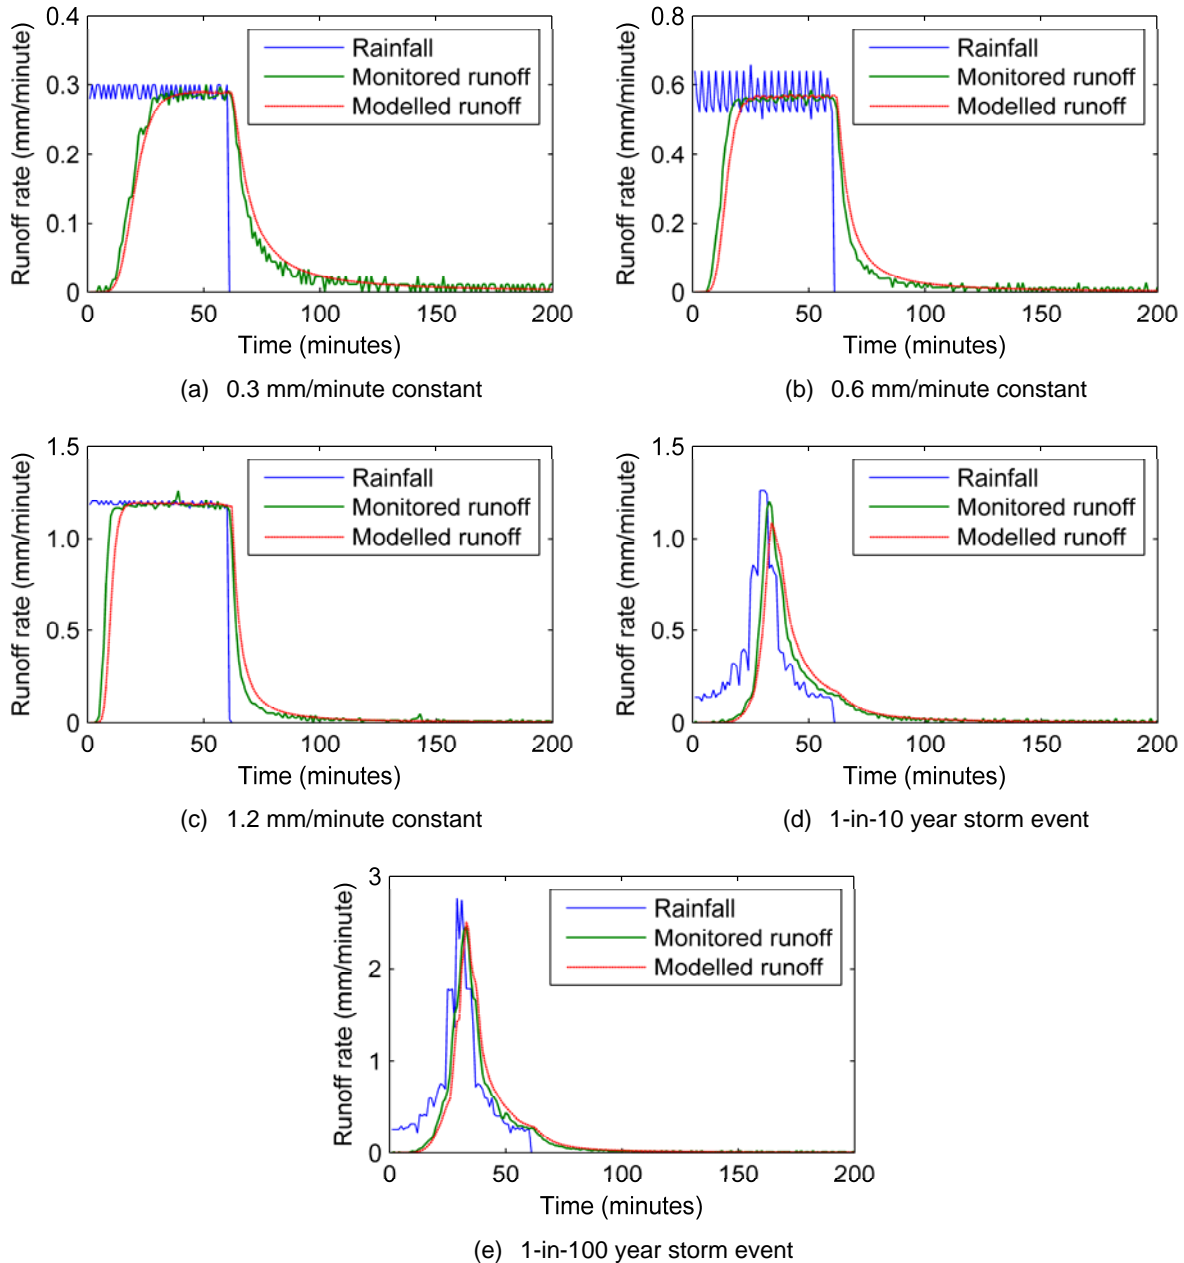 0.4
0.3
0.2
0.1
0
Runoff rate (mm/minute)
Rainfall
Monitored runoff
Modelled runoff
0 50 100 150 200
Time (minutes)
(a) 0.3 mm/minute constant
0.8
0.6
0.4
0.2
0
Runoff rate (mm/minute)
Rainfall
Monitored runoff
Modelled runoff
0 50 100 150 200
Time (minutes)
(b) 0.6 mm/minute constant
1.5
1.0
0.5
0
Runoff rate (mm/minute)
Rainfall
Monitored runoff
Modelled runoff
0 50 100 150 200
Time (minutes)
(c) 1.2 mm/minute constant
1.5
1.0
0.5
0
Runoff rate (mm/minute)
Rainfall
Monitored runoff
Modelled runoff
0 50 100 150 200
Time (minutes)
(d) 1-in-10 year storm event
3
2
1
0
Runoff rate (mm/minute)
Rainfall
Monitored runoff
Modelled runoff
0 50 100 150 200
Time (minutes)
(e) 1-in-100 year storm event